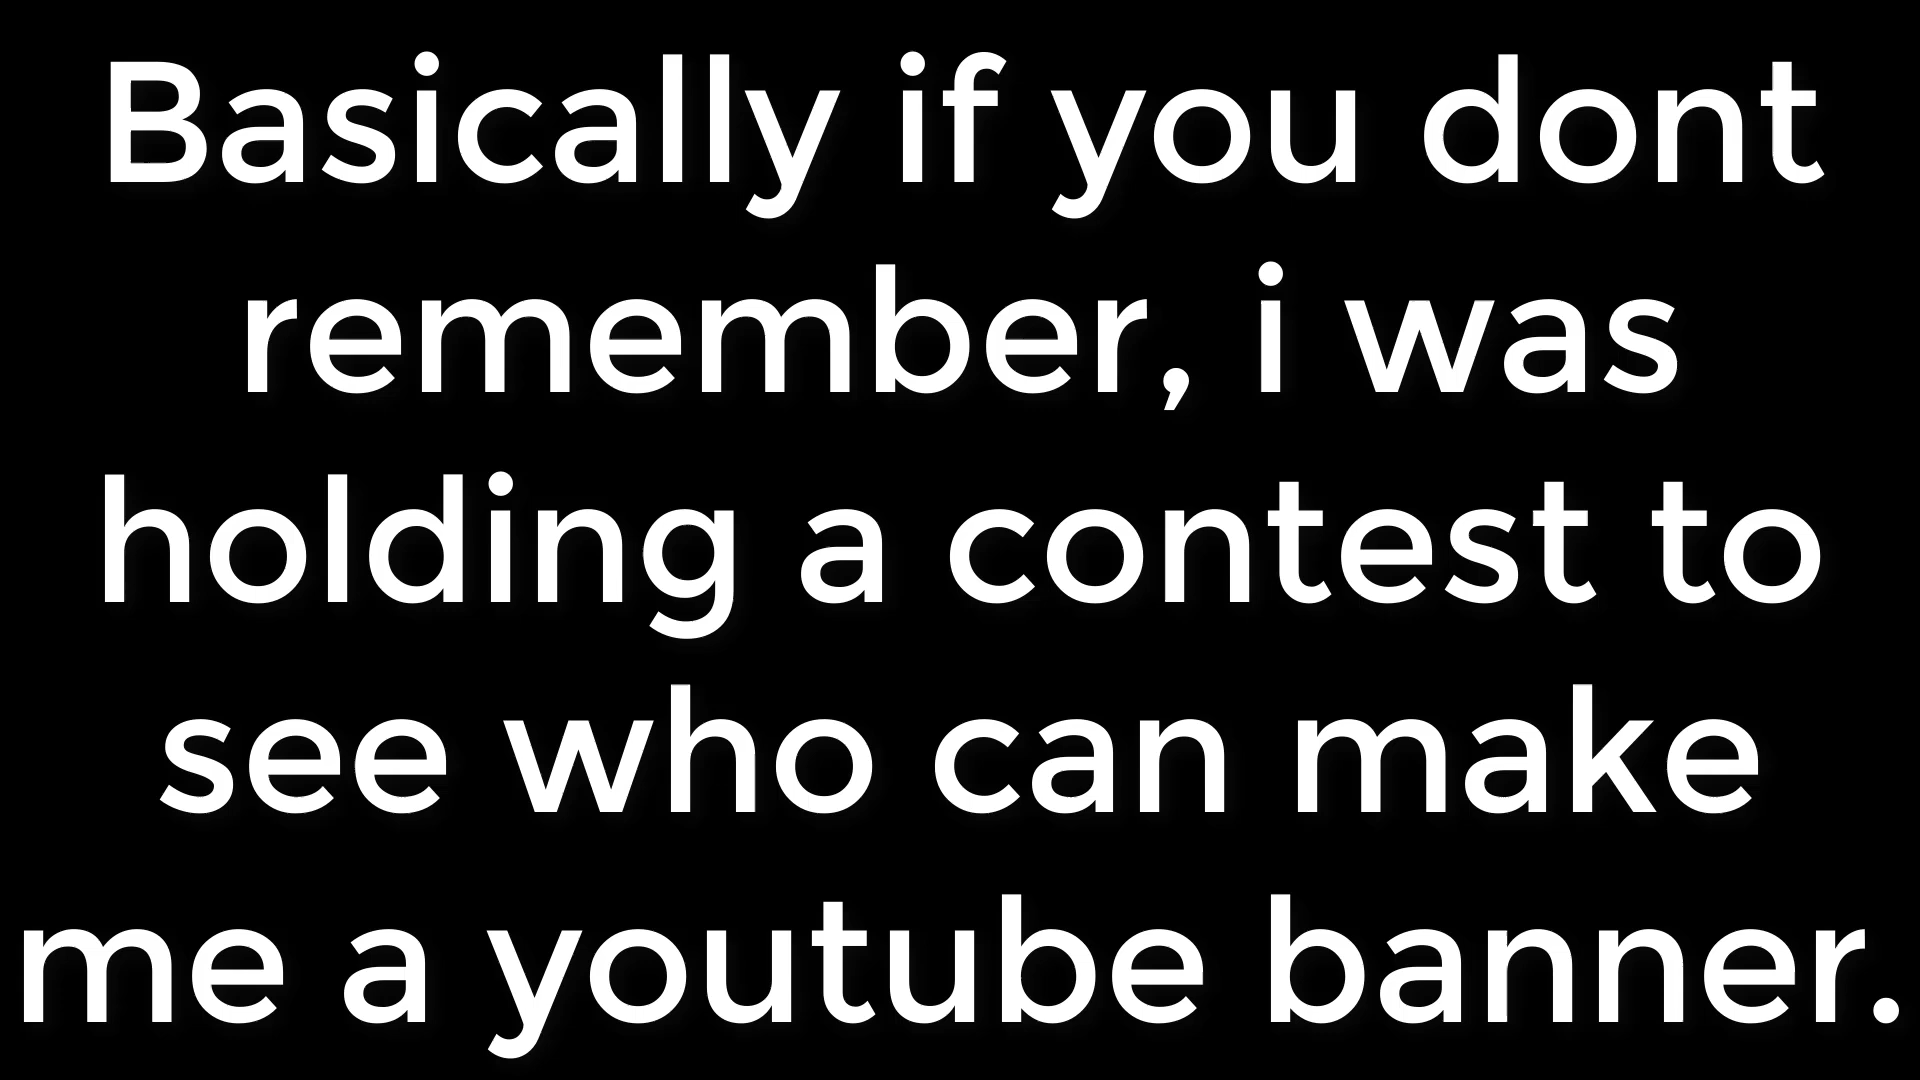 Basically if you dont
remember, i was
holding a contest to
see who can make
me a youtube banner.